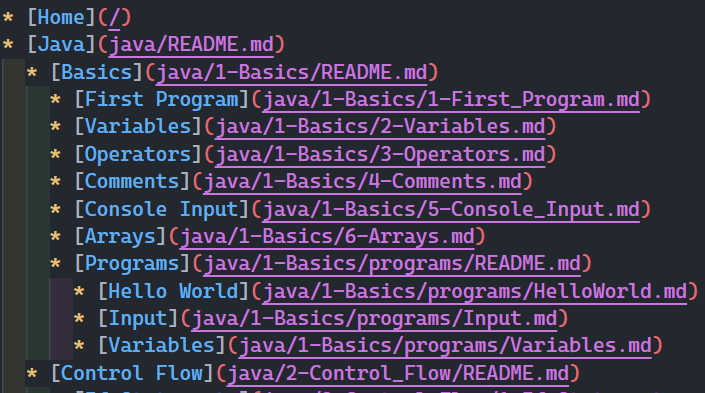 * [Home](/)
* [Java](java/README.md)
* [Basics](java/1-Basics/README.md)
* [First Program](java/1-Basics/1-First_Program.md)
* [Variables](java/1-Basics/2-Variables.md)
* [Operators](java/1-Basics/3-Operators.md)
* [Comments](java/1-Basics/4-Comments.md)
* [Console Input](java/1-Basics/5-Console_Input.md)
* [Arrays](java/1-Basics/6-Arrays.md)
* [Programs](java/1-Basics/programs/README.md)
* [Hello World](java/1-Basics/programs/HelloWorld.md)
* [Input](java/1-Basics/programs/Input.md)
* [Variables](java/1-Basics/programs/Variables.md)
* [Control Flow](java/2-Control_Flow/README.md)